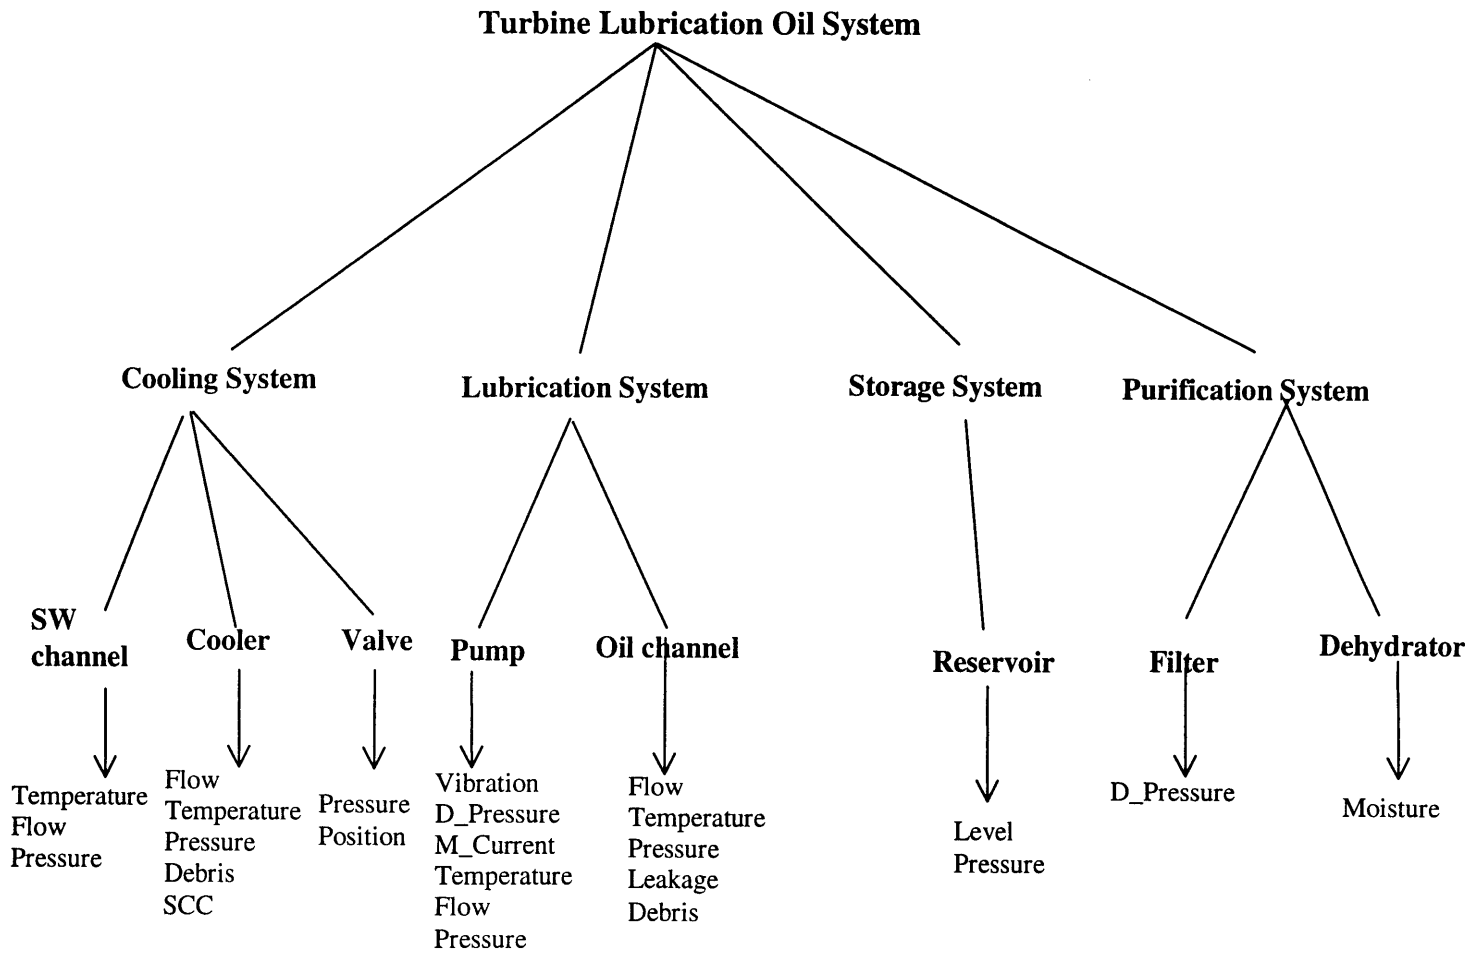 Turbine Lubrication Oil System
Cooling System
Lubrication System
Storage System
Purification System
SW
channel
Cooler
Valve
Pump
Oil channel
Reservoir
Filter
Dehydrator
Temperature
Flow
Pressure
Flow
Temperature
Pressure
Debris
SCC
Pressure
Position
Vibration
D_Pressure
M_Current
Temperature
Flow
Pressure
Flow
Temperature
Pressure
Leakage
Debris
Level
Pressure
D_Pressure
Moisture